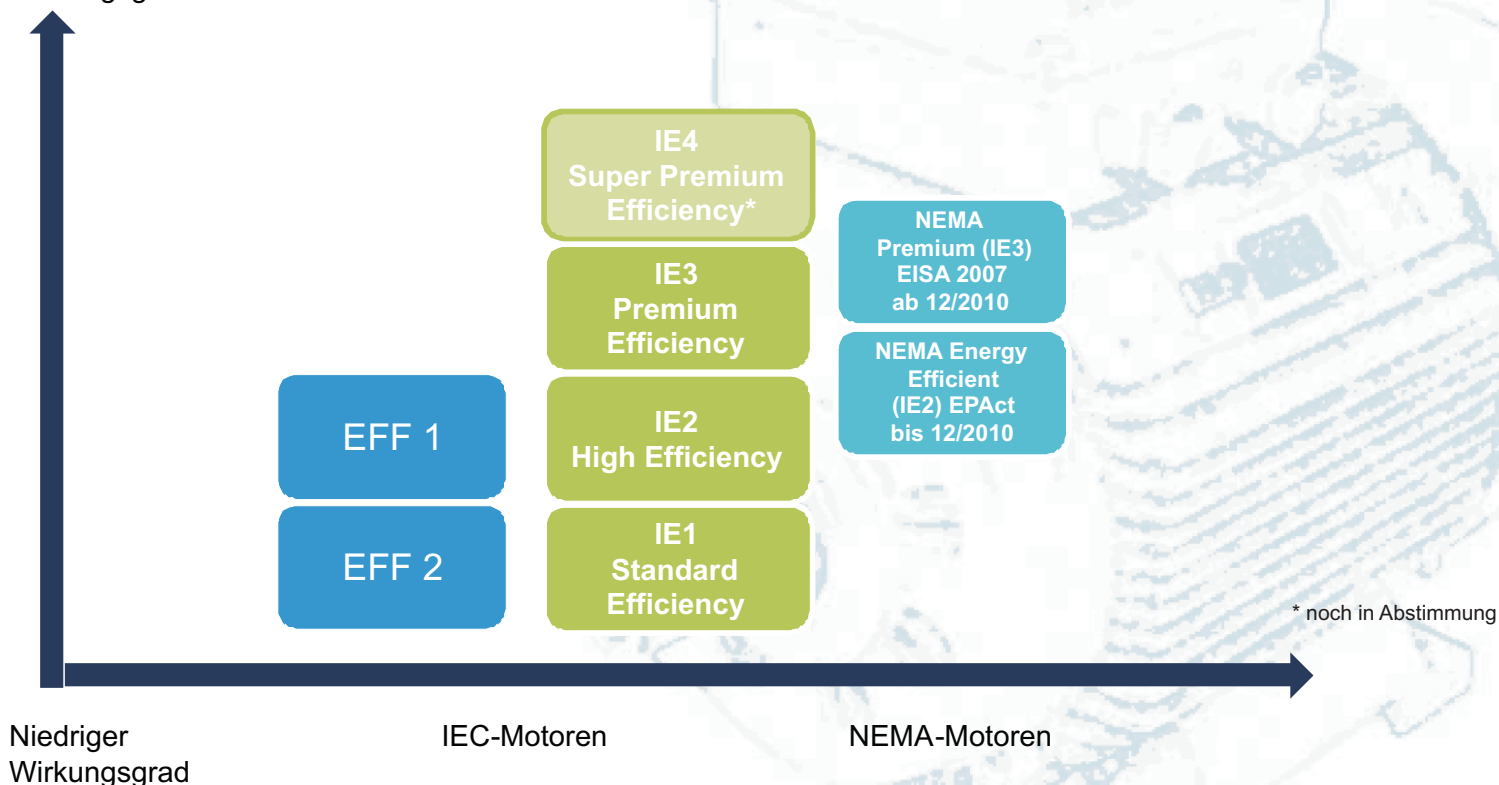 IE4
Super Premium
Efficiency*
NEMA
Premium (IE3)
EISA 2007
ab 12/2010
IE3
Premium
Efficiency
NEMA Energy
Efficient
(IE2) EPAct
bis 12/2010
EFF 1
IE2
High Efficiency
EFF 2
IE1
Standard
Efficiency
* noch in Abstimmung
Niedriger
Wirkungsgrad
IEC-Motoren
NEMA-Motoren